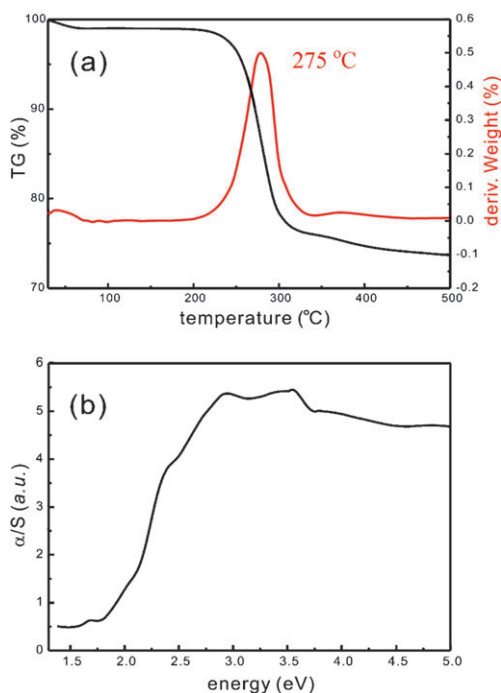 (a)
275 °C
TG (%)
deriv. Weight (%)
100
90
80
70
0.6
0.5
0.4
0.3
0.2
0.1
0.0
-0.1
-0.2
100 200 300 400 500
temperature (°C)
(b)
α/S (a.u.)
6
5
4
3
2
1
0
1.5 2.0 2.5 3.0 3.5 4.0 4.5 5.0
energy (eV)